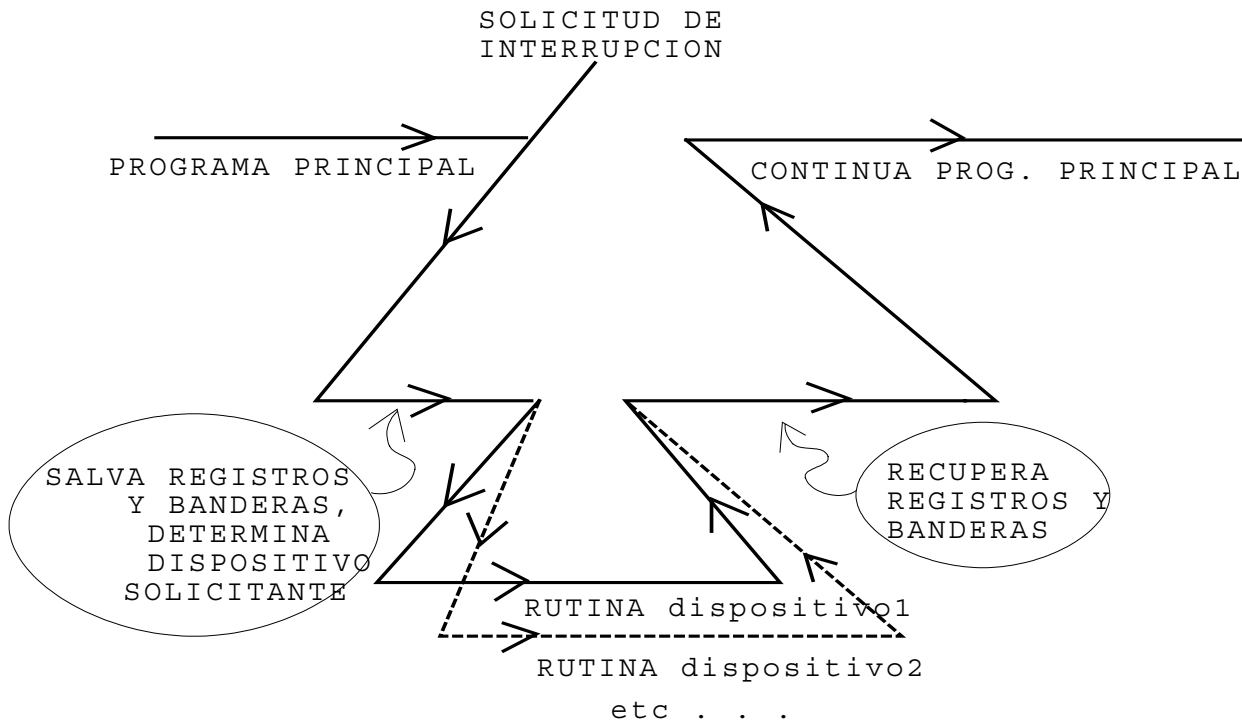 SOLICITUD DE
INTERRUPCION
PROGRAMA PRINCIPAL
CONTINUA PROG. PRINCIPAL
SALVA REGISTROS
Y BANDERAS,
DETERMINA
DISPOSITIVO
SOLICITANTE
RECUPERA
REGISTROS Y
BANDERAS
RUTINA dispositivo1
RUTINA dispositivo2
etc . . .